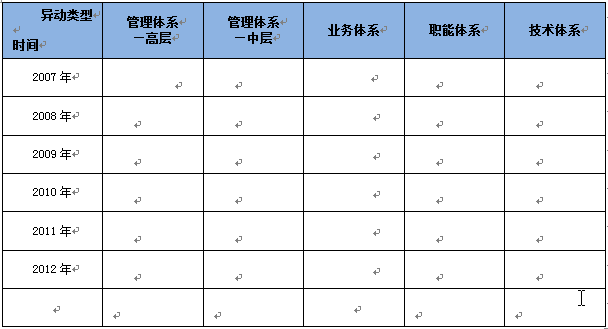 异动类型
时间
管理体系
—高层
管理体系
—中层
业务体系
职能体系
技术体系
2007 年
2008 年
2009 年
2010 年
2011 年
2012 年